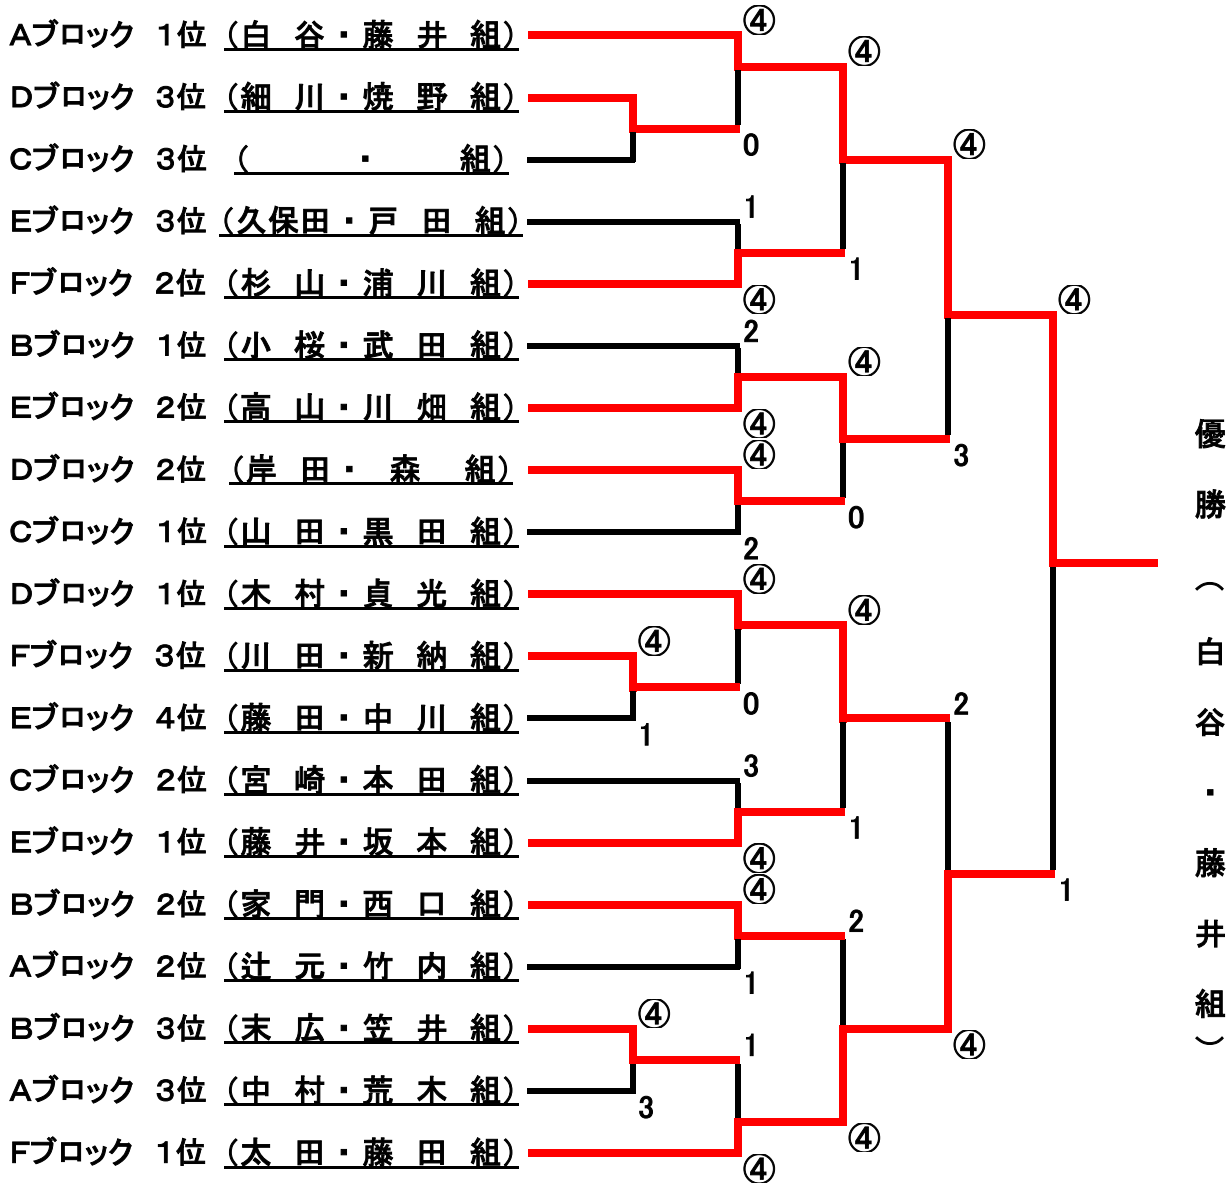 Aブロック 1位 (白 谷・藤 井 組)
Dブロック 3位 (細 川・焼 野 組)
Cブロック 3位 ( ・ 組)
Eブロック 3位 (久保田・戸 田 組)
Fブロック 2位 (杉 山・浦 川 組)
Bブロック 1位 (小 桜・武 田 組)
Eブロック 2位 (高 山・川 畑 組)
Dブロック 2位 (岸 田・ 森 組)
Cブロック 1位 (山 田・黒 田 組)
Dブロック 1位 (木 村・貞 光 組)
Fブロック 3位 (川 田・新 納 組)
Eブロック 4位 (藤 田・中 川 組)
Cブロック 2位 (宮 崎・本 田 組)
Eブロック 1位 (藤 井・坂 本 組)
Bブロック 2位 (家 門・西 口 組)
Aブロック 2位 (辻 元・竹 内 組)
Bブロック 3位 (末 広・笠 井 組)
Aブロック 3位 (中 村・荒 木 組)
Fブロック 1位 (太 田・藤 田 組)
④
1
④
3
④
0
1
④
2
④
④
2
④
0
3
④
④
1
1
④
④
1
④
0
④
1
2
④
④
3
2
④
④
1
優勝(白谷・藤井組)